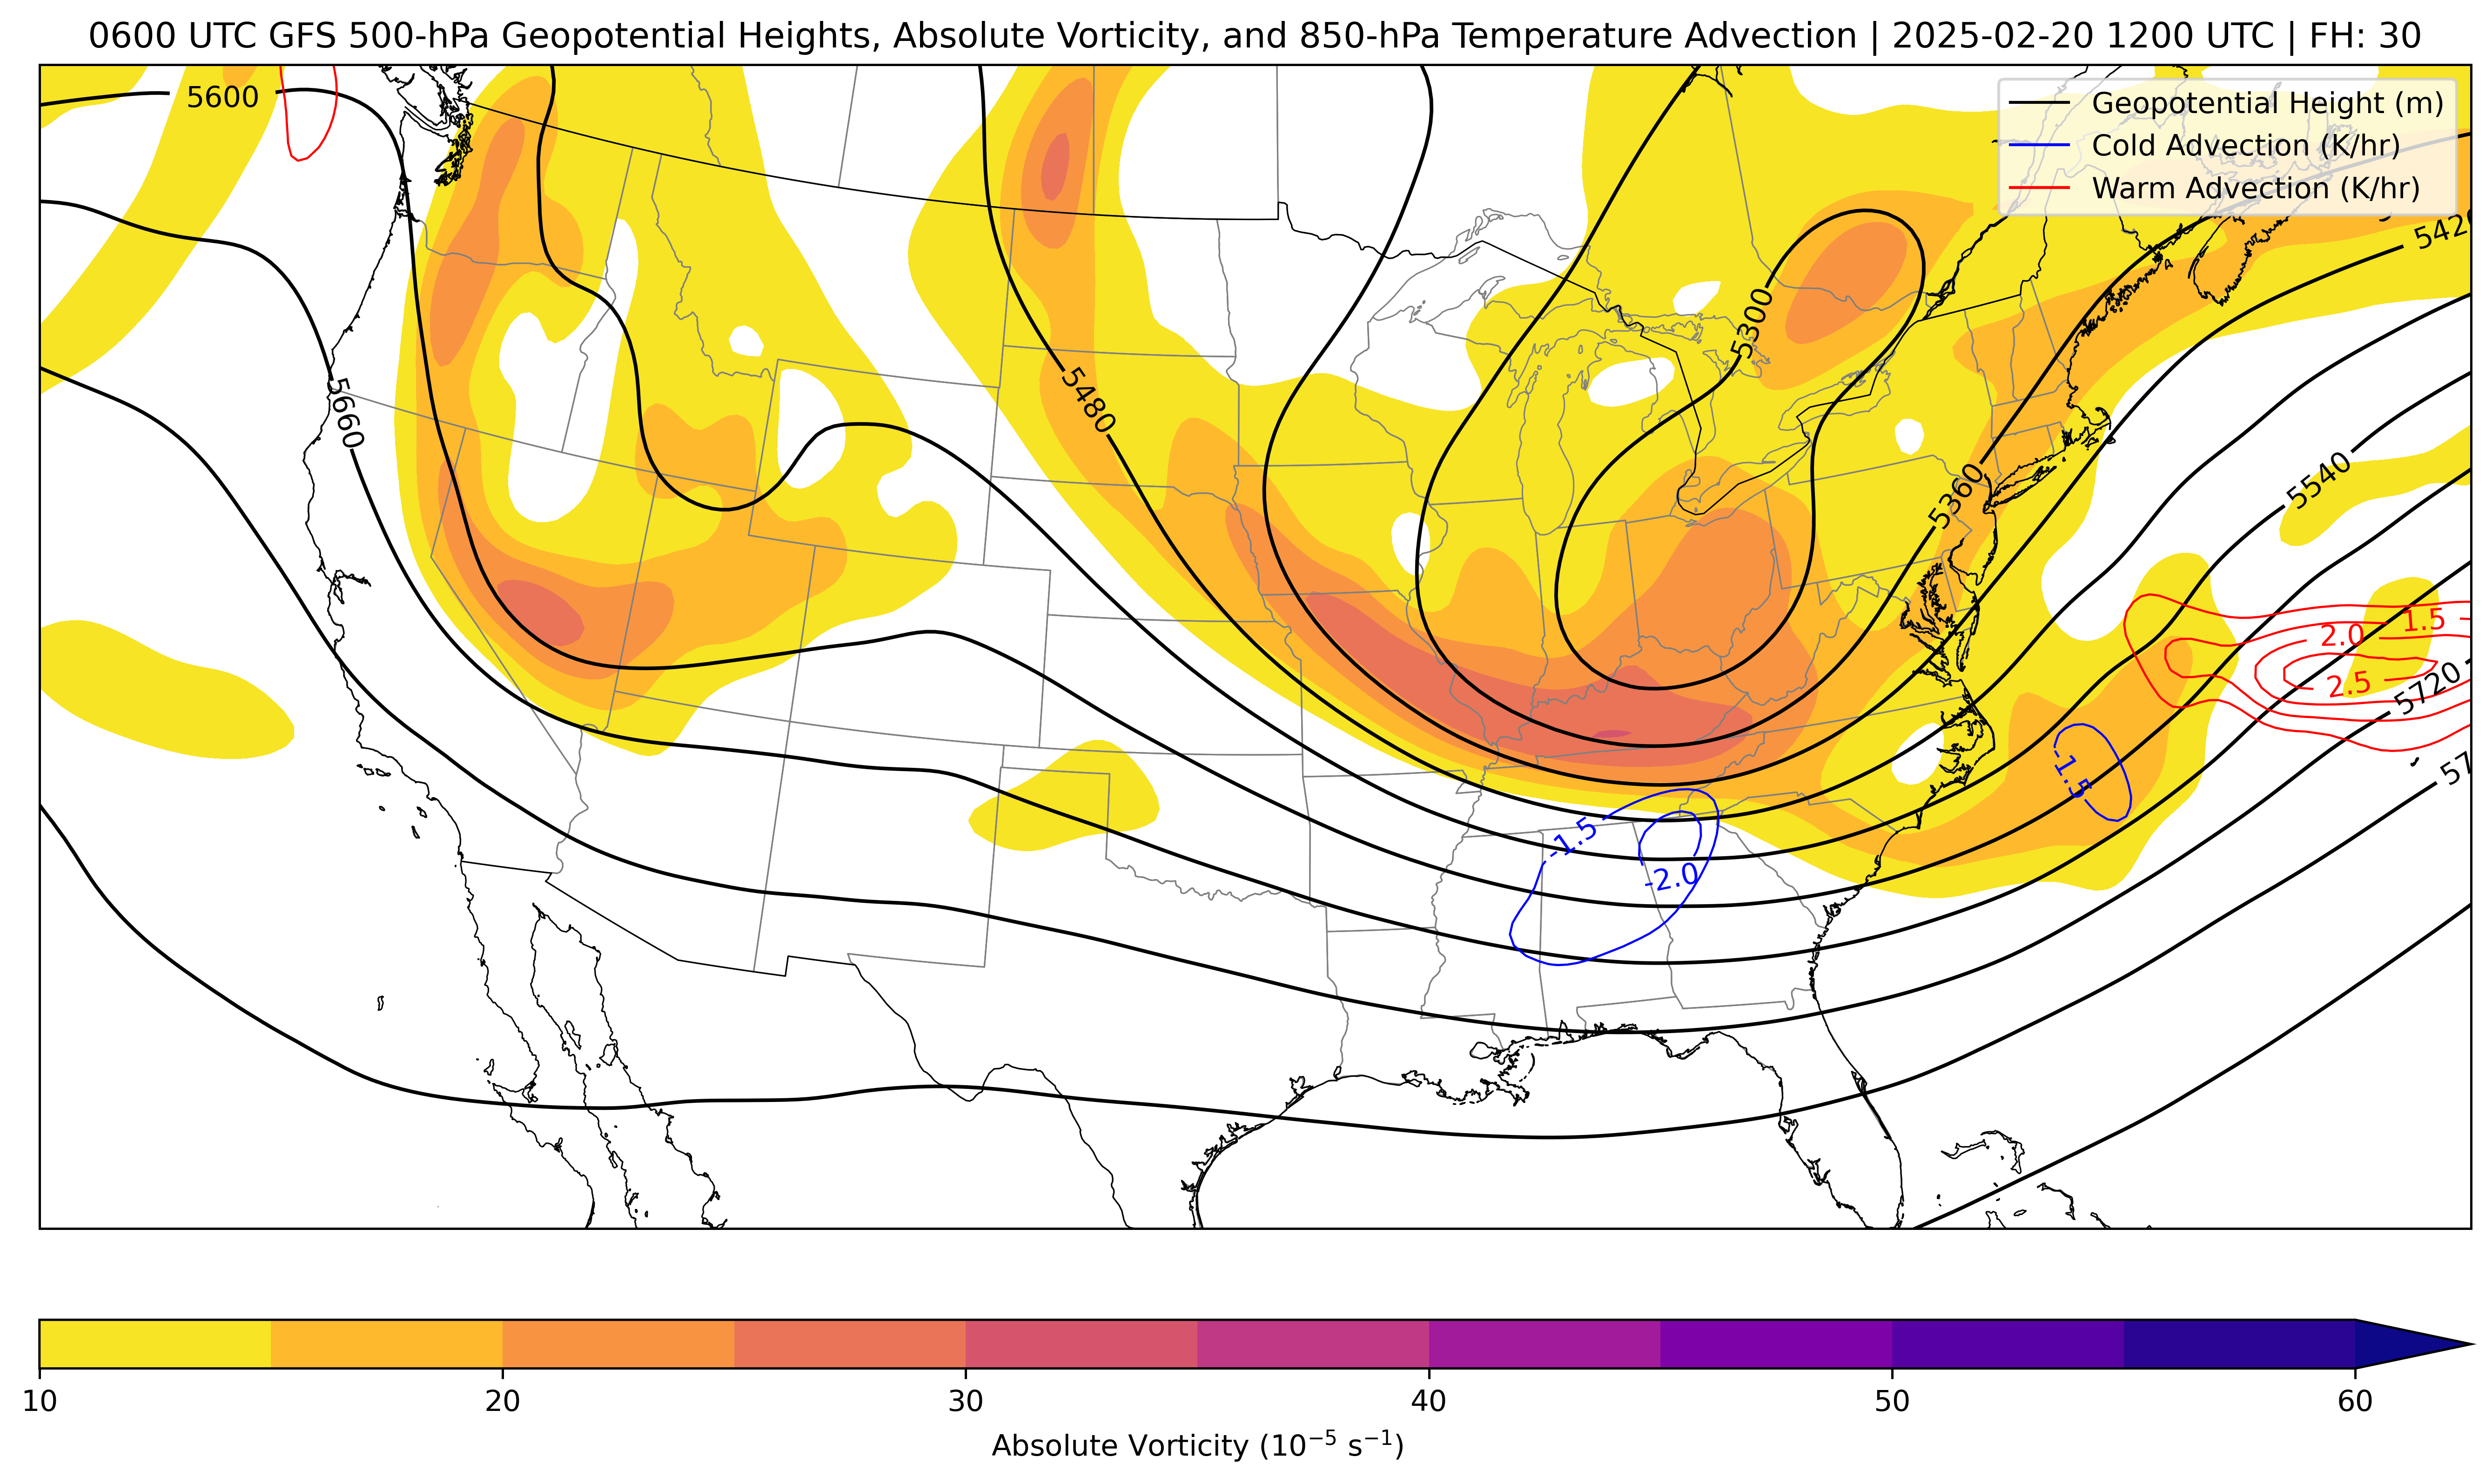 0600 UTC GFS 500-hPa Geopotential Heights, Absolute Vorticity, and 850-hPa Temperature Advection | 2025-02-20 1200 UTC | FH: 30
Geopotential Height (m)
Cold Advection (K/hr)
Warm Advection (K/hr)
5600
5420
5300
5480
5660
5540
5360
1.5
2.0
2.5
5720
57
-1.5
-1.5
-2.0
10 20 30 40 50 60
Absolute Vorticity (10⁻⁵ s⁻¹)